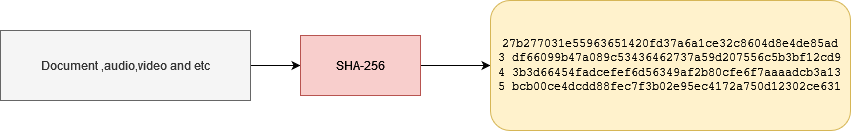 Document ,audio,video and etc
SHA-256
27b277031e55963651420fd37a6a1ce32c8604d8e4de85ad
3 df66099b47a089c53436462737a59d207556c5b3bf12cd9
4 3b3d66454fadcefef6d56349af2b80cfe6f7aaaadcb3a13
5 bcb00ce4dcdd88fec7f3b02e95ec4172a750d12302ce631